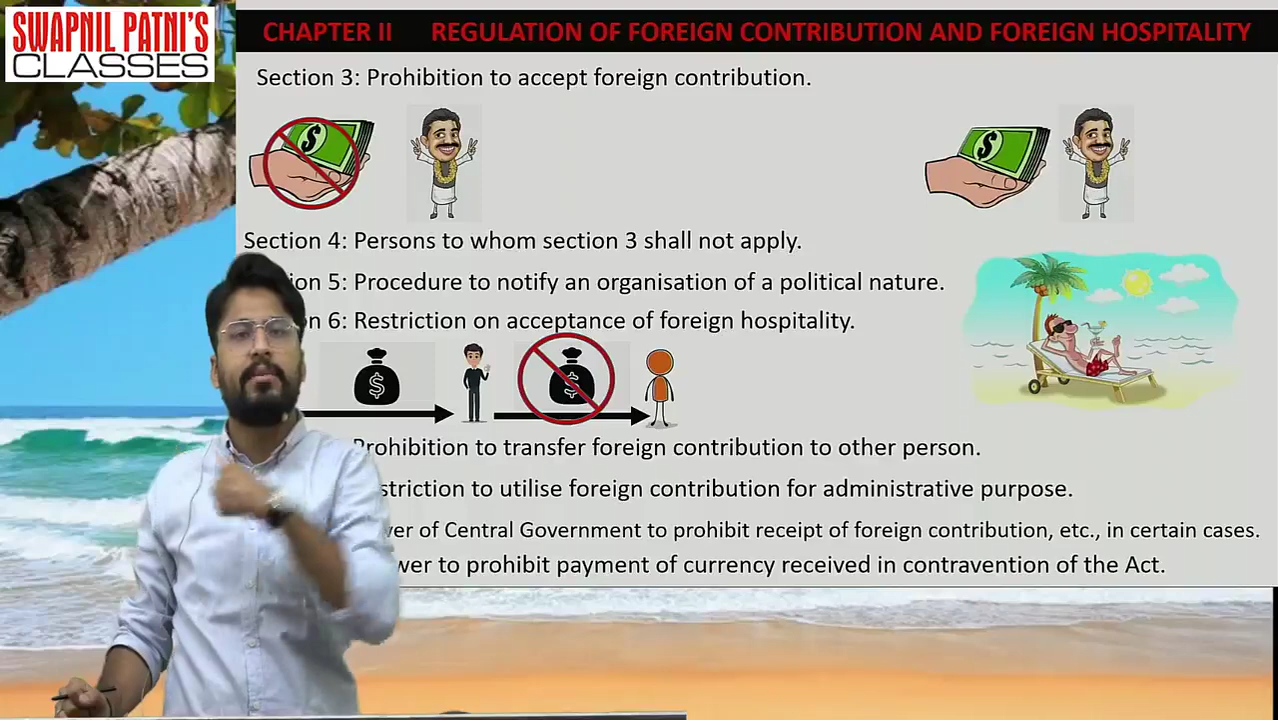 SWAPNIL PATNI'S
CLASSES
CHAPTER II REGULATION OF FOREIGN CONTRIBUTION AND FOREIGN HOSPITALITY
Section 3: Prohibition to accept foreign contribution.
$
$
Section 4: Persons to whom section 3 shall not apply.
5: Procedure to notify an organisation of a political nature.
6: Restriction on acceptance of foreign hospitality.
$
$
Prohibition to transfer foreign contribution to other person.
to utilise foreign contribution for administrative purpose.
of Central Government to prohibit receipt of foreign contribution, etc., in certain cases.
to prohibit payment of currency received in contravention of the Act.